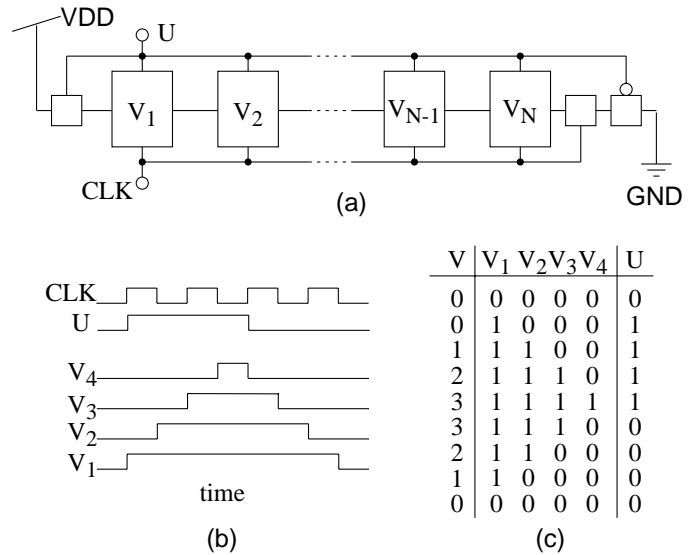 VDD
U
V1 V2 VN-1 VN
CLK
GND
(a)
CLK
U
V4
V3
V2
V1
time
(b)
V V1 V2 V3 V4 U
0 0 0 0 0 0
0 1 0 0 0 1
1 1 1 0 0 1
2 1 1 1 0 1
3 1 1 1 1 1
3 1 1 1 0 0
2 1 1 0 0 0
1 1 0 0 0 0
0 0 0 0 0 0
(c)